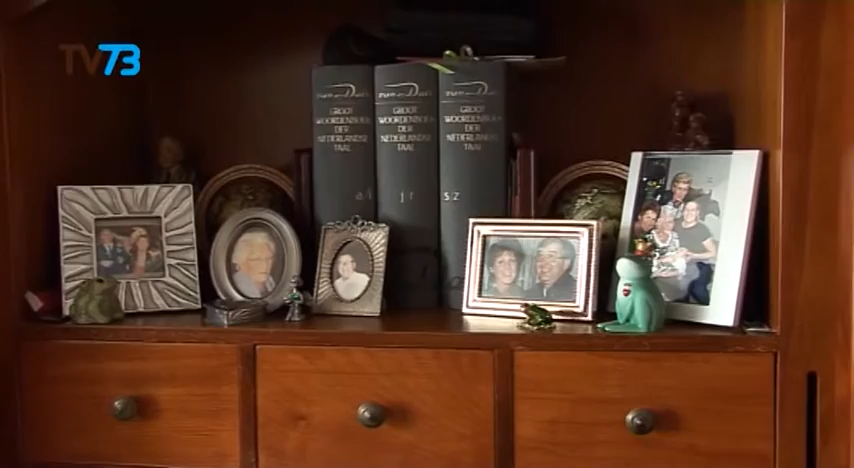 TV73
van Dale
GROOT
WOORDENBOEK
DER
NEDERLANDSE
TAAL
a-i
van Dale
GROOT
WOORDENBOEK
DER
NEDERLANDSE
TAAL
j-r
van Dale
GROOT
WOORDENBOEK
DER
NEDERLANDSE
TAAL
s-z